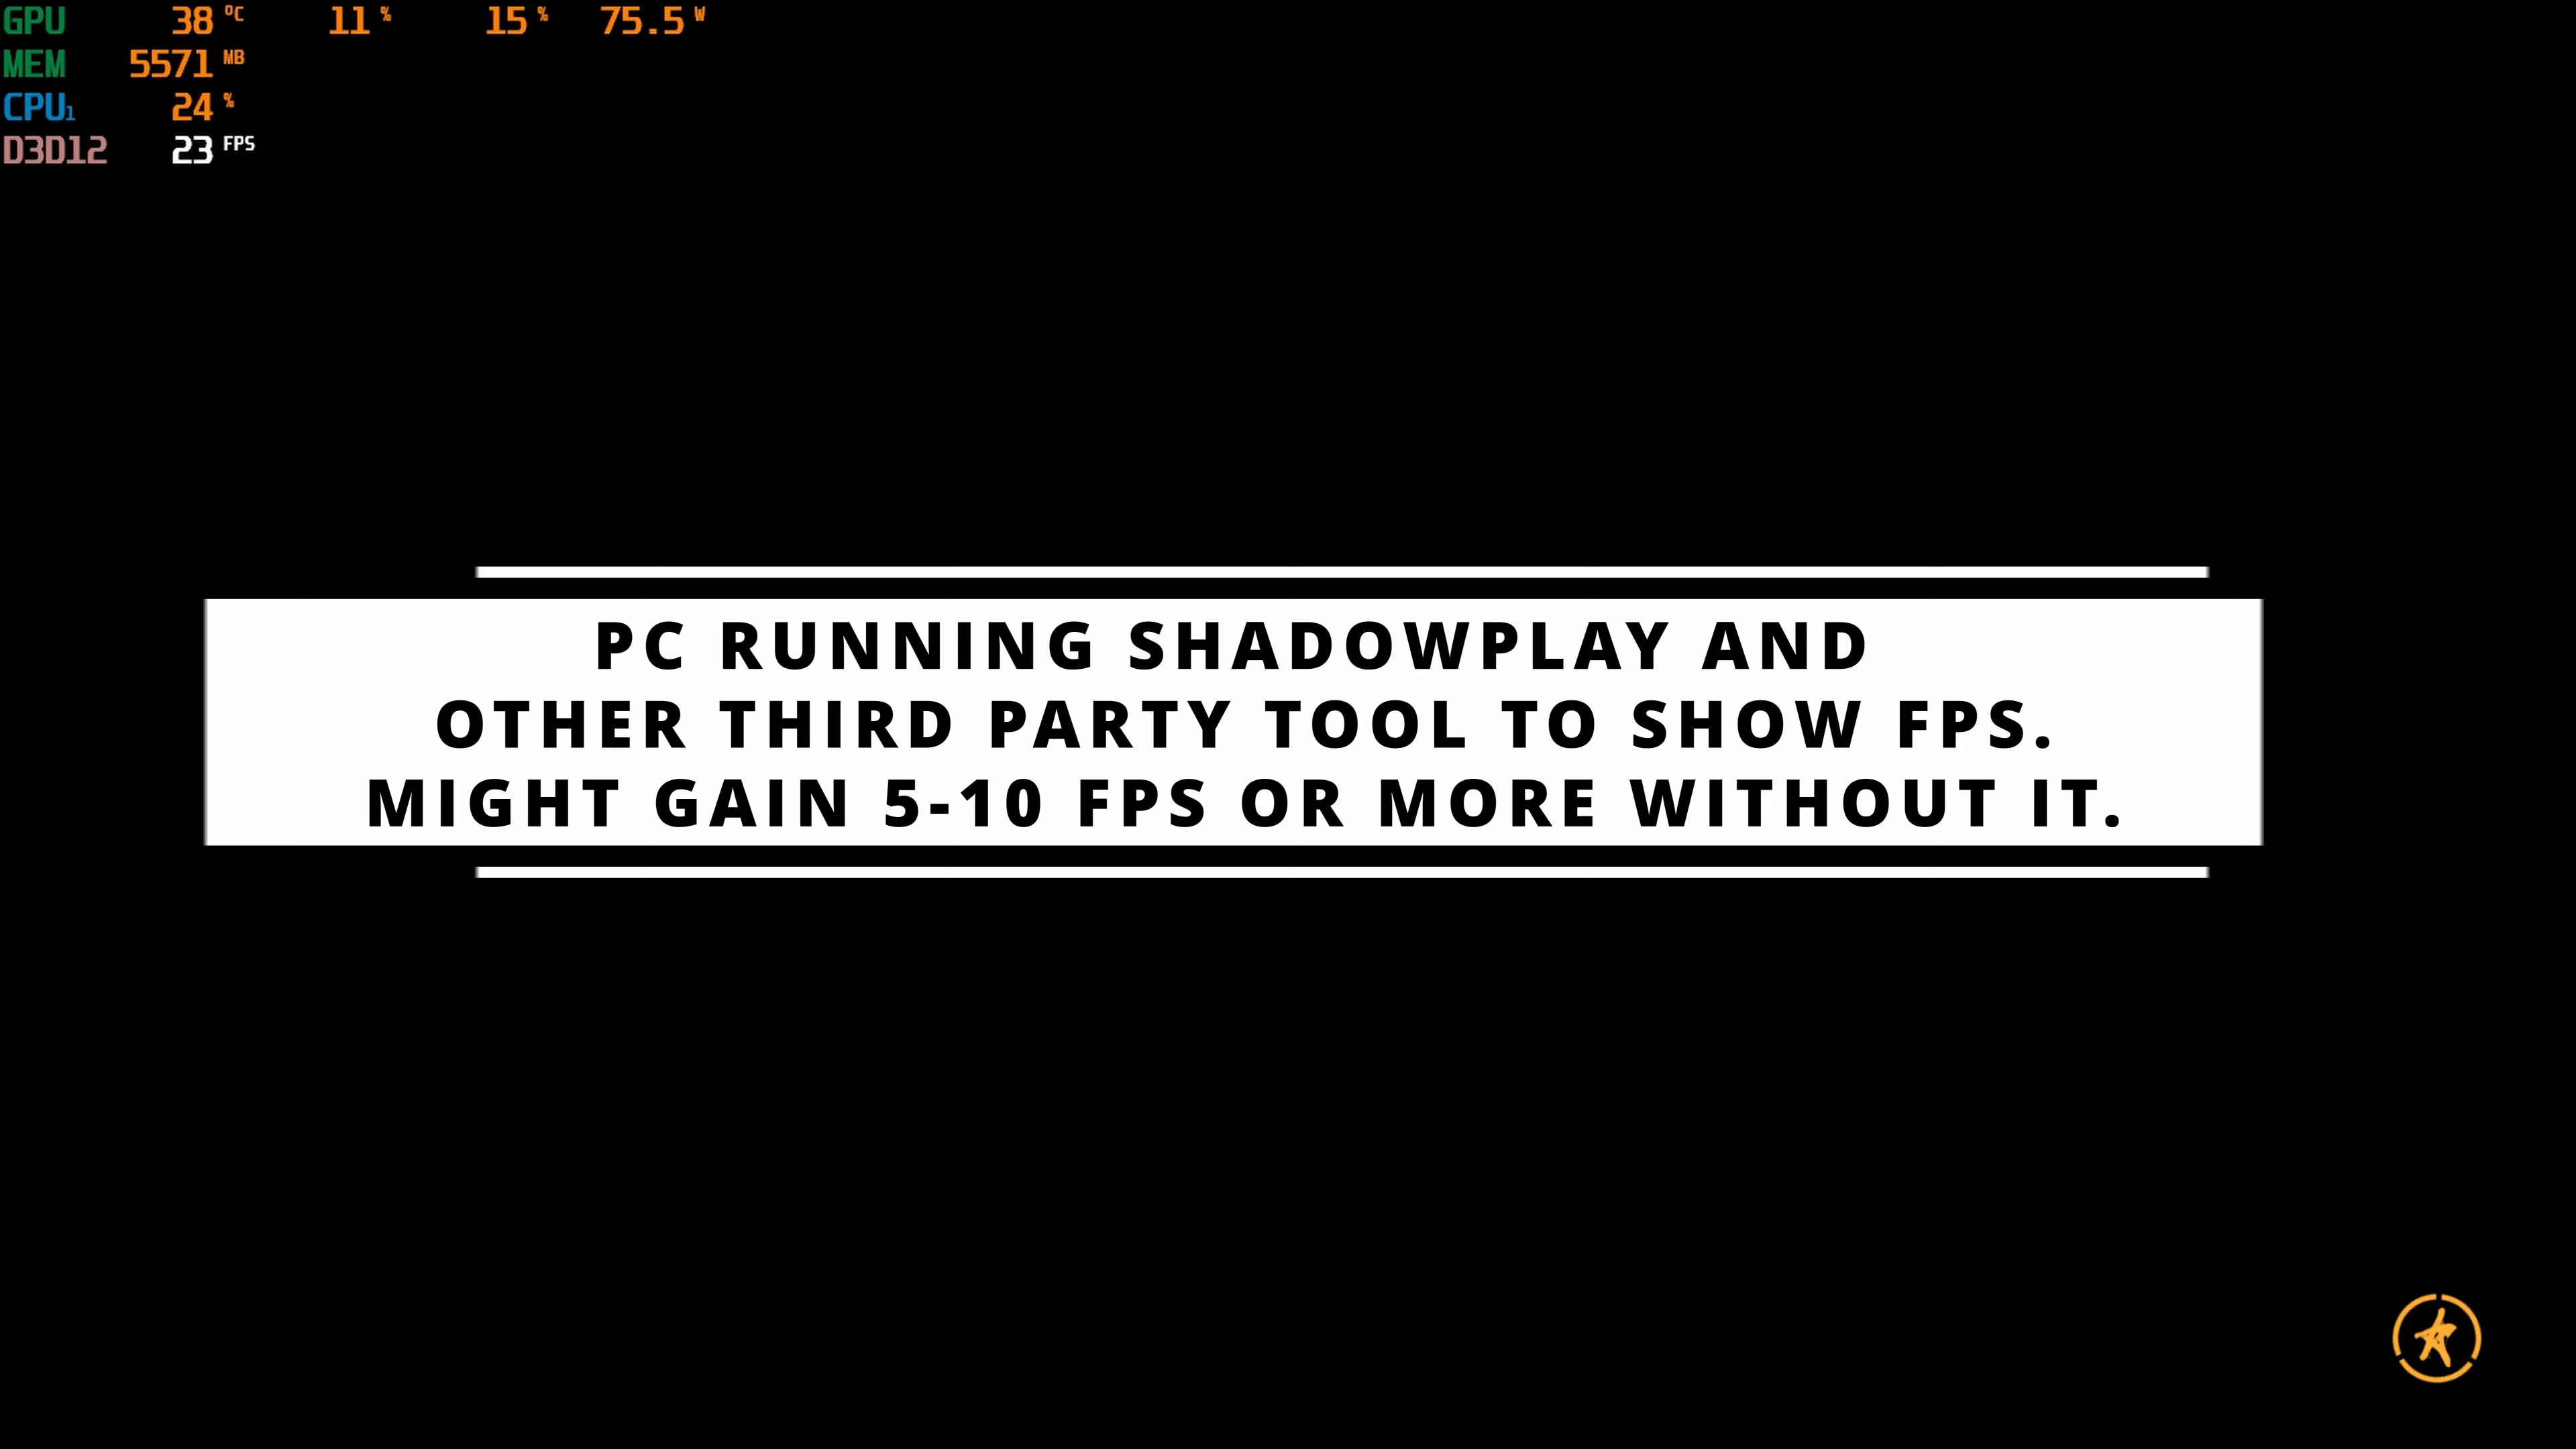 GPU 38 °C 11 % 15 % 75.5 W
MEM 5571 MB
CPU1 24 %
D3D12 23 FPS
PC RUNNING SHADOWPLAY AND
OTHER THIRD PARTY TOOL TO SHOW FPS.
MIGHT GAIN 5-10 FPS OR MORE WITHOUT IT.